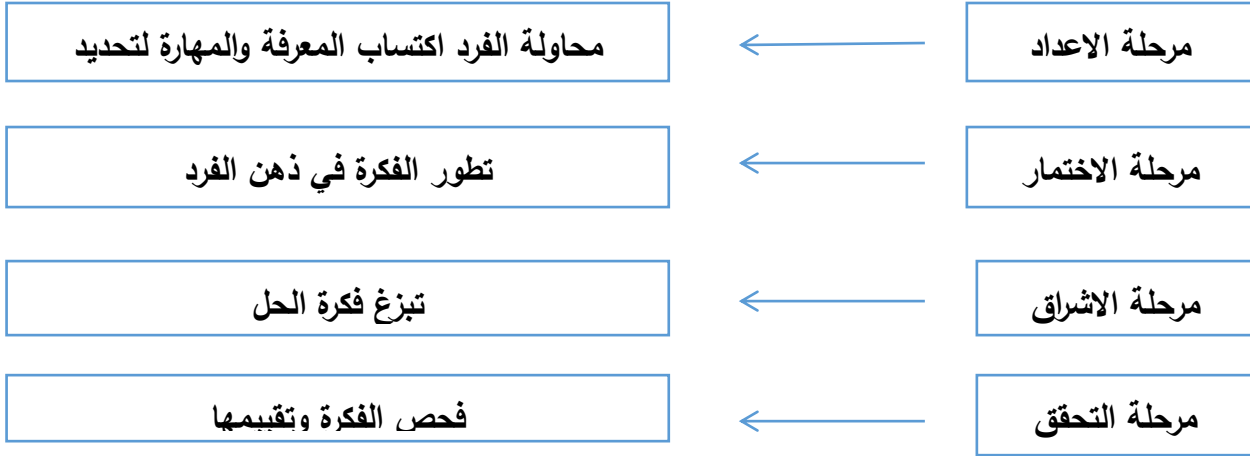 مرحلة الاعداد
محاولة الفرد اكتساب المعرفة والمهارة لتحديد
مرحلة الاختمار
تطور الفكرة في ذهن الفرد
مرحلة الاشراق
تبزغ فكرة الحل
مرحلة التحقق
فحص الفكرة وتقييمها